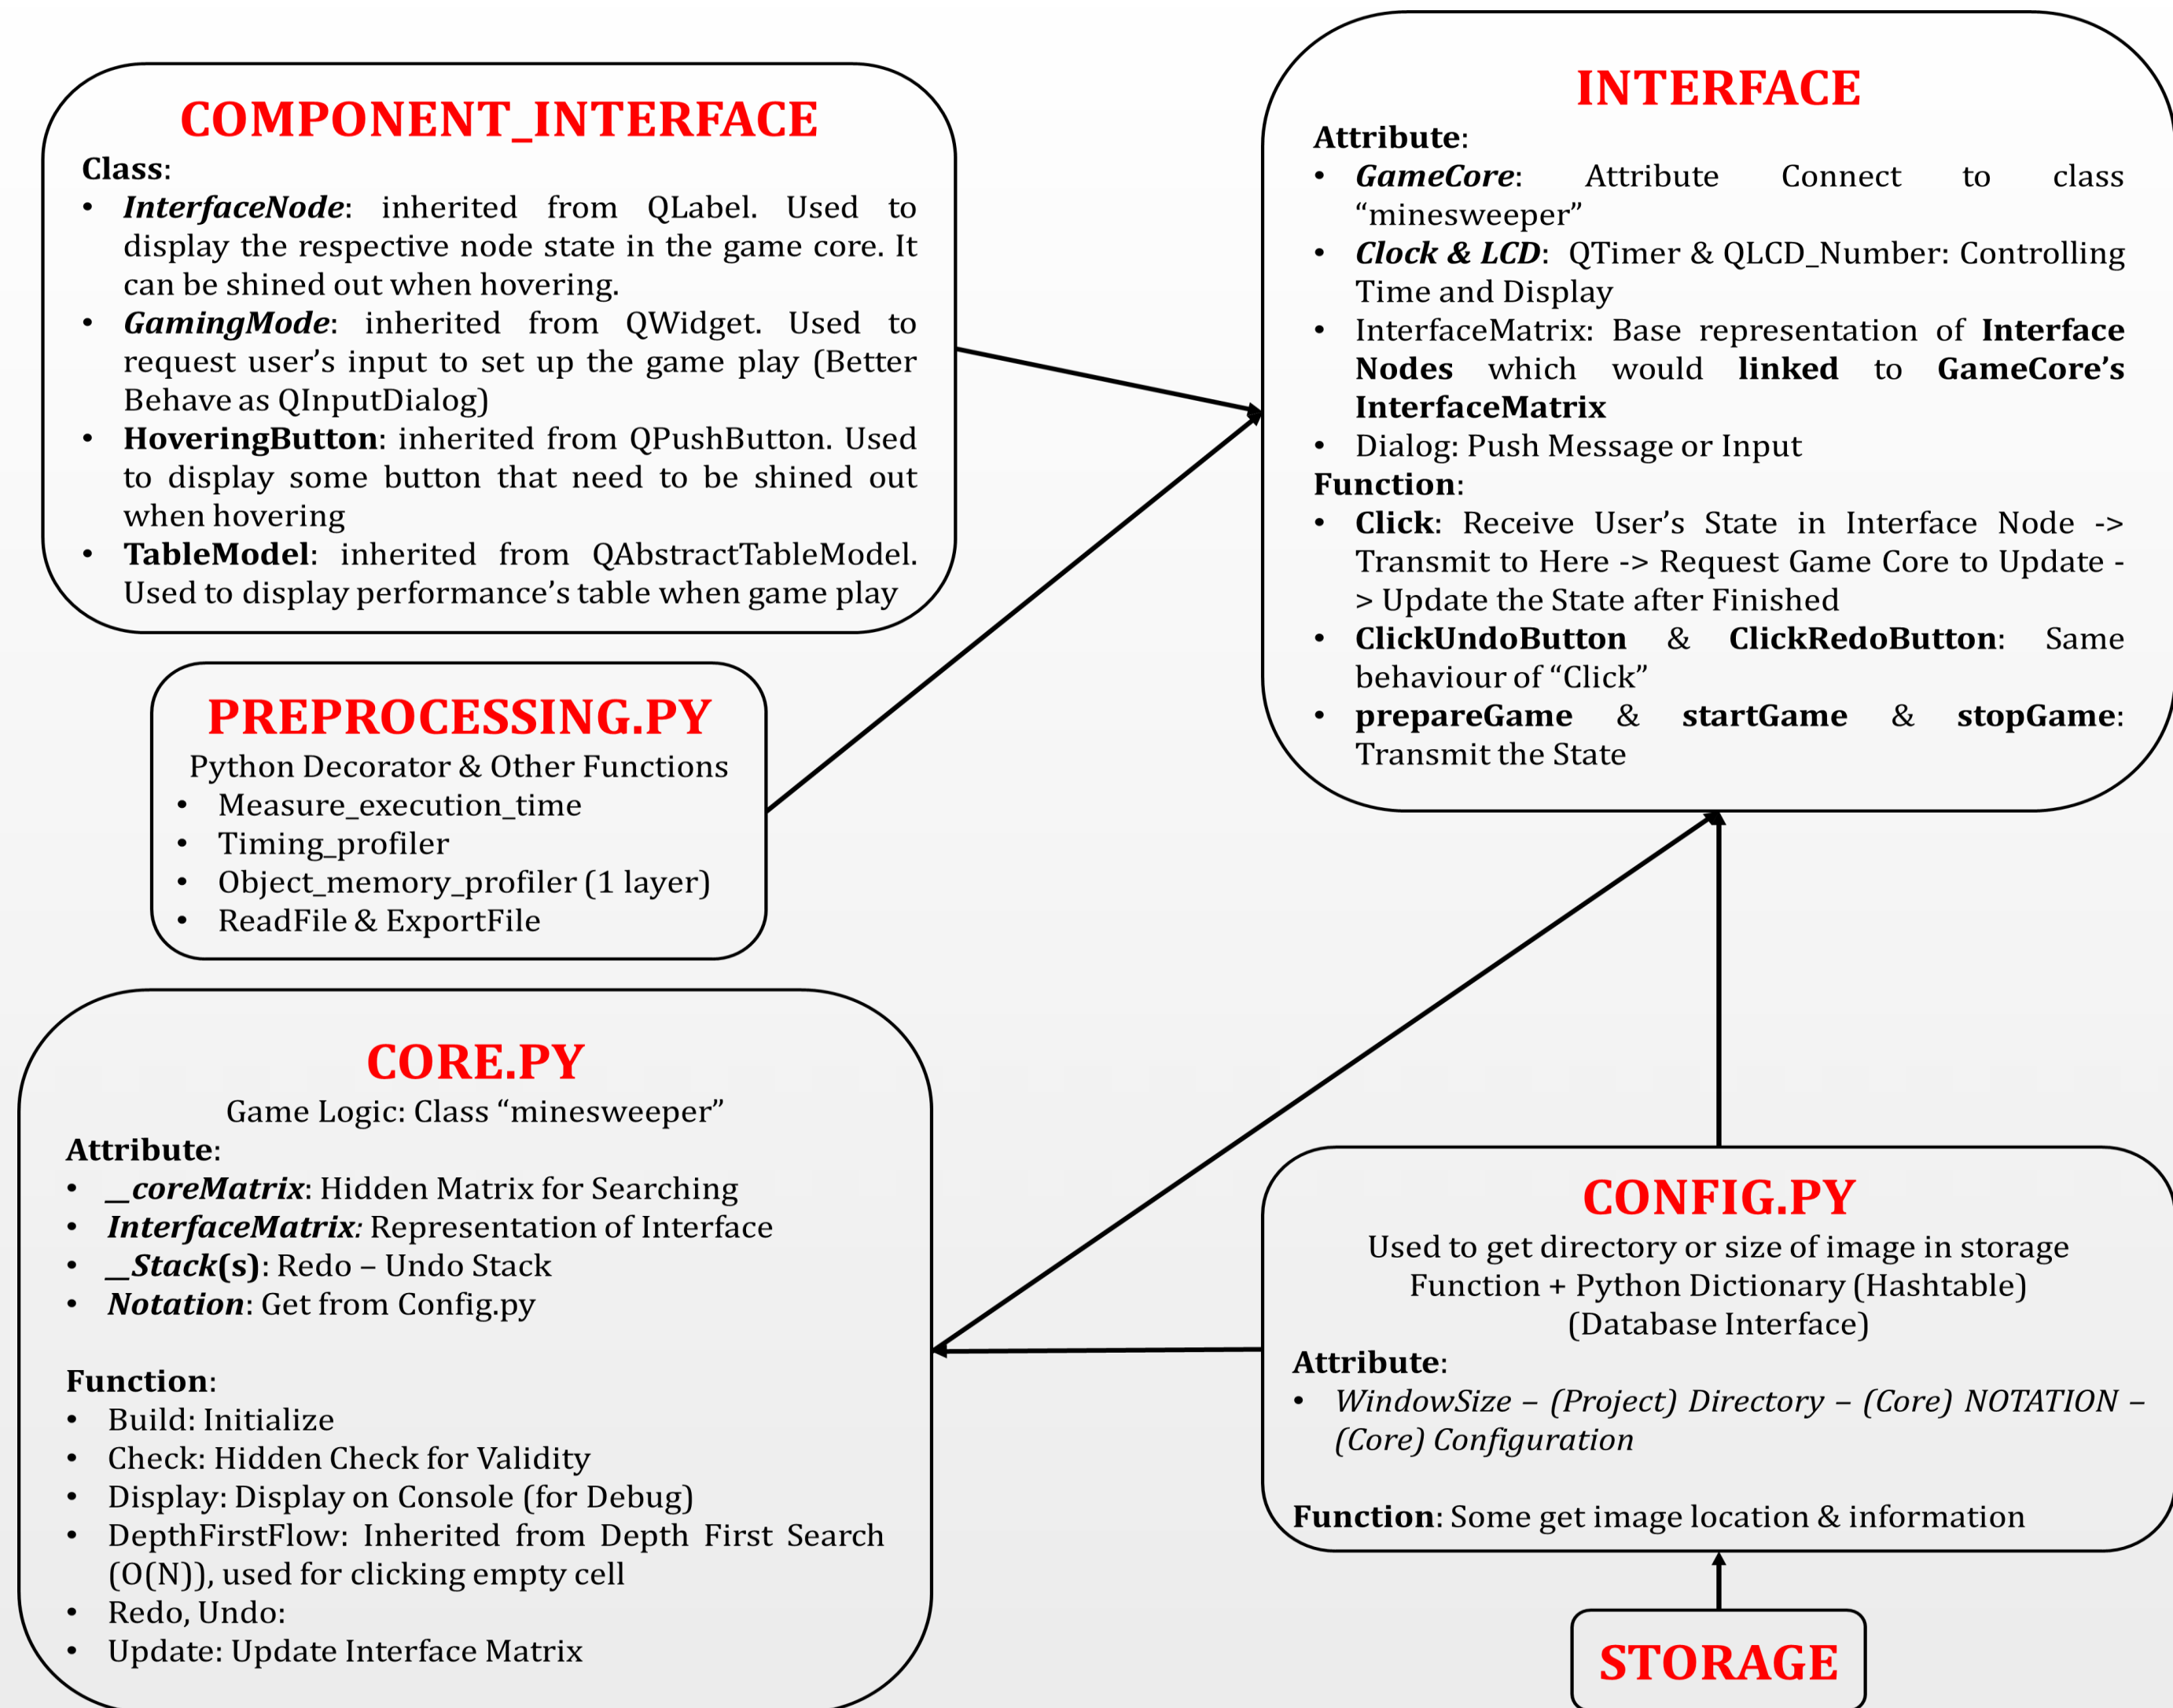 COMPONENT_INTERFACE
Class:
• InterfaceNode: inherited from QLabel. Used to
display the respective node state in the game core. It
can be shined out when hovering.
• GamingMode: inherited from QWidget. Used to
request user’s input to set up the game play (Better
Behave as QInputDialog)
• HoveringButton: inherited from QPushButton. Used
to display some button that need to be shined out
when hovering
• TableModel: inherited from QAbstractTableModel.
Used to display performance’s table when game play
INTERFACE
Attribute:
• GameCore: Attribute Connect to class
“minesweeper”
• Clock & LCD: QTimer & QLCD_Number: Controlling
Time and Display
• InterfaceMatrix: Base representation of Interface
Nodes which would linked to GameCore’s
InterfaceMatrix
• Dialog: Push Message or Input
Function:
• Click: Receive User’s State in Interface Node ->
Transmit to Here -> Request Game Core to Update -
> Update the State after Finished
• ClickUndoButton & ClickRedoButton: Same
behaviour of “Click”
• prepareGame & startGame & stopGame:
Transmit the State
PREPROCESSING.PY
Python Decorator & Other Functions
• Measure_execution_time
• Timing_profiler
• Object_memory_profiler (1 layer)
• ReadFile & ExportFile
CORE.PY
Game Logic: Class “minesweeper”
Attribute:
• __coreMatrix: Hidden Matrix for Searching
• InterfaceMatrix: Representation of Interface
• __Stack(s): Redo – Undo Stack
• Notation: Get from Config.py
Function:
• Build: Initialize
• Check: Hidden Check for Validity
• Display: Display on Console (for Debug)
• DepthFirstFlow: Inherited from Depth First Search
(O(N)), used for clicking empty cell
• Redo, Undo:
• Update: Update Interface Matrix
CONFIG.PY
Used to get directory or size of image in storage
Function + Python Dictionary (Hashtable)
(Database Interface)
Attribute:
• WindowSize – (Project) Directory – (Core) NOTATION –
(Core) Configuration
Function: Some get image location & information
STORAGE